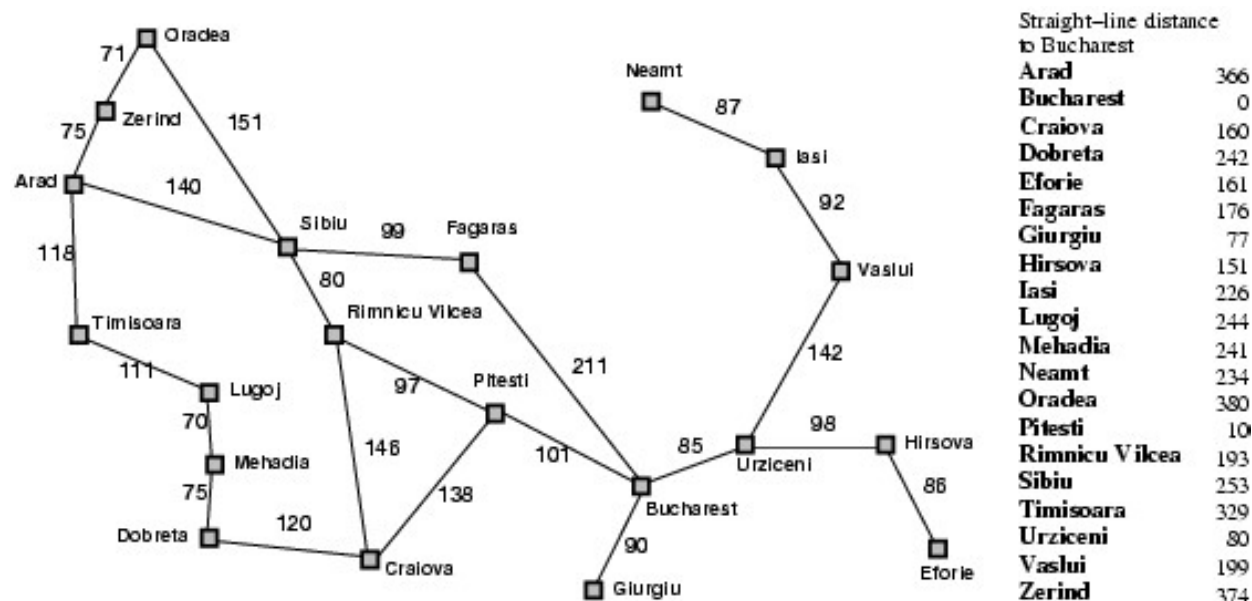 Oradea
71
Neamt
87
Zerind
151
75
Iasi
Arad
140
92
Sibiu
99
Fagaras
118
Vaslui
80
Timisoara
Rimnicu Vilcea
142
111
211
Lugoj
97
Pitesti
70
98
Hirsova
146
85
Mehadia
101
Urziceni
86
75
138
Bucharest
120
Dobreta
90
Craiova
Eforie
Giurgiu
Straight–line distance
to Bucharest
Arad 366
Bucharest 0
Craiova 160
Dobreta 242
Eforie 161
Fagaras 176
Giurgiu 77
Hirsova 151
Iasi 226
Lugoj 244
Mehadia 241
Neamt 234
Oradea 380
Pitesti
Rimnicu Vilcea 193
Sibiu 253
Timisoara 329
Urziceni 80
Vaslui 199
Zerind 374